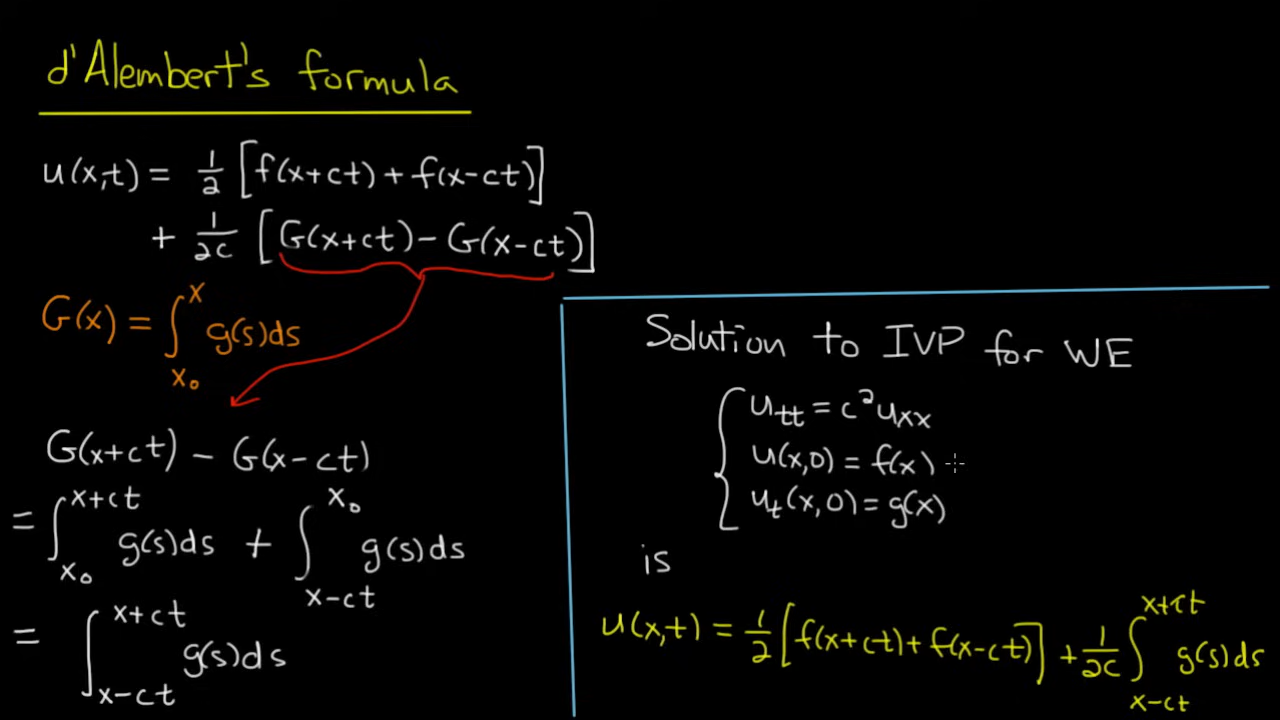 d'Alembert's formula
u(x,t) = 1/2 [f(x+ct) + f(x-ct)]
+ 1/2c [G(x+ct) - G(x-ct)]
G(x) = ∫_{x₀}^{x} g(s)ds
G(x+ct) - G(x-ct)
= ∫_{x₀}^{x+ct} g(s)ds + ∫_{x-ct}^{x₀} g(s)ds
= ∫_{x-ct}^{x+ct} g(s)ds
Solution to IVP for WE
{ u_tt = c² u_xx
u(x,0) = f(x)
u_t(x,0) = g(x)
is
u(x,t) = 1/2 [f(x+ct) + f(x-ct)] + 1/2c ∫_{x-ct}^{x+ct} g(s)ds